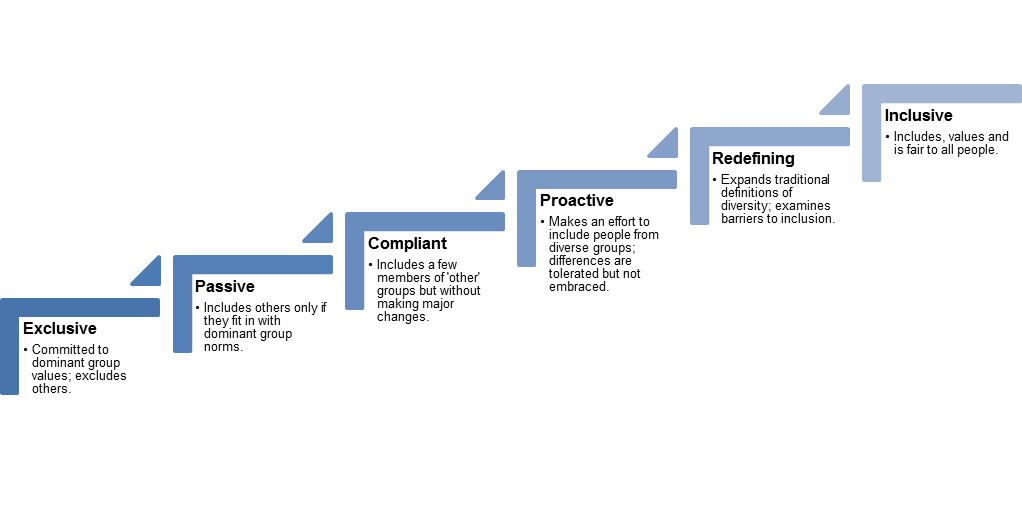 Exclusive
• Committed to
dominant group
values; excludes
others.
Passive
• Includes others only if
they fit in with
dominant group
norms.
Compliant
• Includes a few
members of 'other'
groups but without
making major
changes.
Proactive
• Makes an effort to
include people from
diverse groups;
differences are
tolerated but not
embraced.
Redefining
• Expands traditional
definitions of
diversity; examines
barriers to inclusion.
Inclusive
• Includes, values and
is fair to all people.